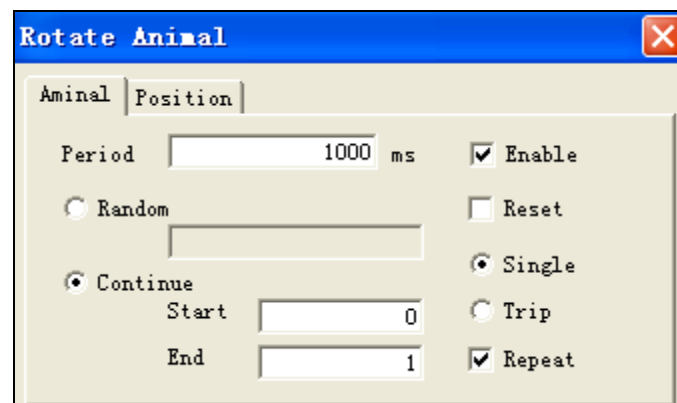 Rotate Animal
Aminal Position
Period 1000 ms Enable
Random Reset
Continue Single
Start 0 Trip
End 1 Repeat